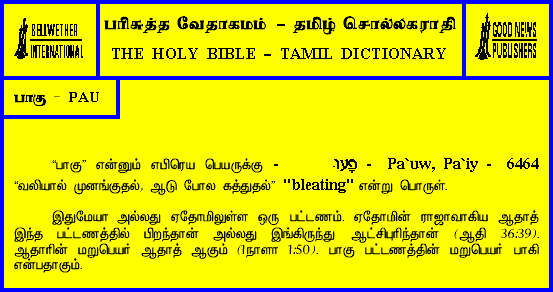 BELLWETHER
INTERNATIONAL
பரிசுத்த வேதாகமம் – தமிழ் சொல்லகராதி
THE HOLY BIBLE – TAMIL DICTIONARY
GOOD NEWS
PUBLISHERS
பாகு – PAU
“பாகு” என்னும் எபிரெய பெயருக்கு - פָּעוּ - Pa`uw, Pa`iy - 6464
“வலியால் முனங்குதல், ஆடு போல கத்துதல்” "bleating" என்று பொருள்.
இதுமேயா அல்லது ஏதோமிலுள்ள ஒரு பட்டணம். ஏதோமின் ராஜாவாகிய ஆதாத்
இந்த பட்டணத்தில் பிறந்தான் அல்லது இங்கிருந்து ஆட்சிபுரிந்தான் (ஆதி 36:39).
ஆதாரின் மறுபெயர் ஆதாத் ஆகும் (1நாளா 1:50). பாகு பட்டணத்தின் மறுபெயர் பாகி
என்பதாகும்.